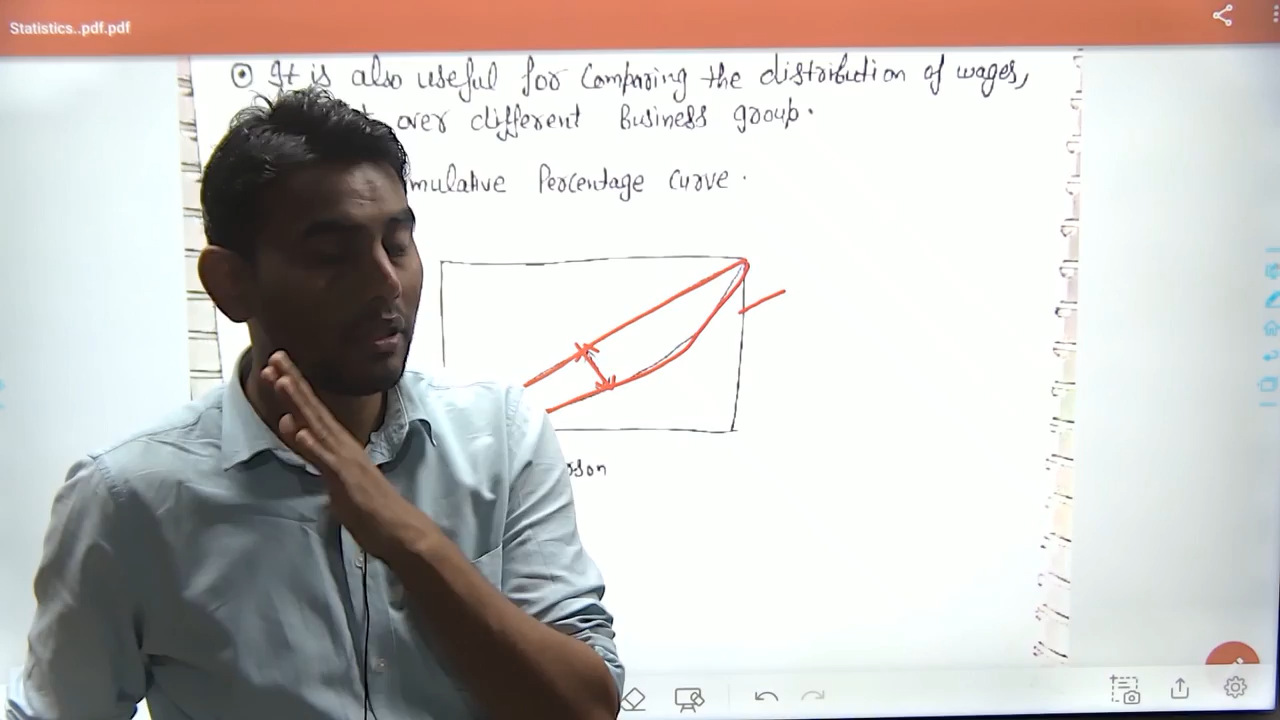 Statistics..pdf.pdf
It is also useful for Comparing the distribution of wages,
over different Business group.
Percentage Curve.